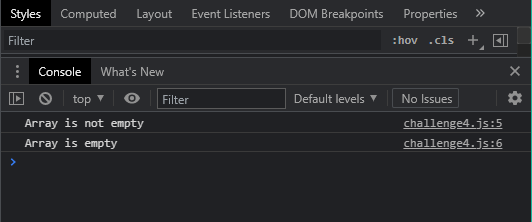 Styles Computed Layout Event Listeners DOM Breakpoints Properties »
Filter :hov .cls
Console What's New
top Filter Default levels No Issues
Array is not empty challenge4.js:5
Array is empty challenge4.js:6